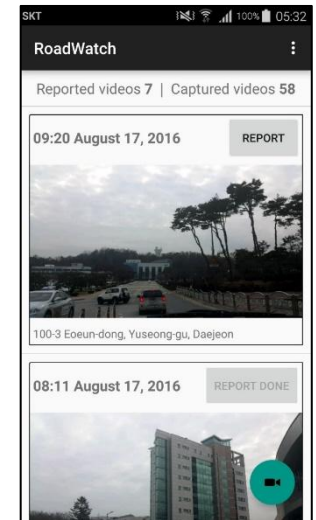 SKT 100% 05:32
RoadWatch
Reported videos 7 | Captured videos 58
09:20 August 17, 2016 REPORT
100-3 Eoeun-dong, Yuseong-gu, Daejeon
08:11 August 17, 2016 REPORT DONE